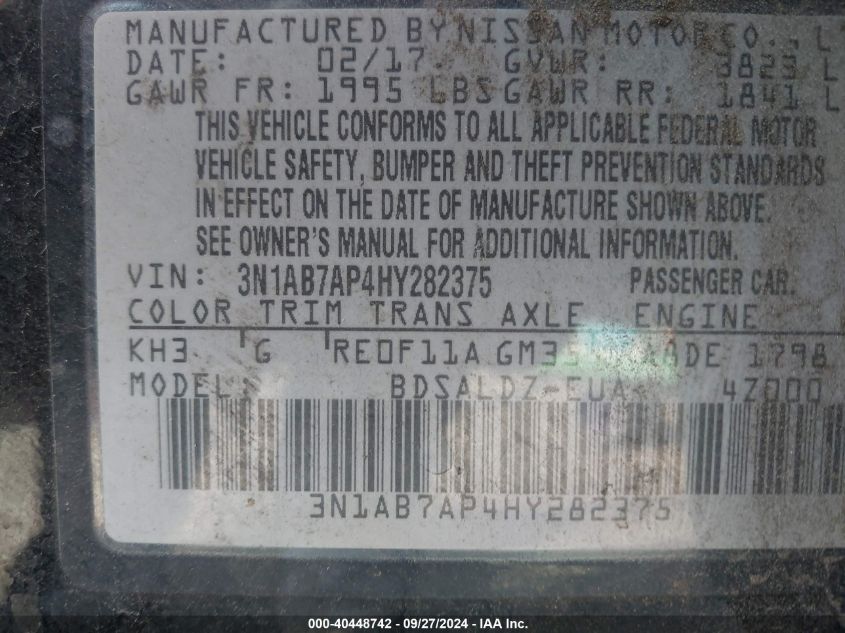 MANUFACTURED BY NISSAN MOTOR CO., L
DATE: 02/17 GVWR: 3823 L
GAWR FR: 1995 LBS GAWR RR: 1841 L
THIS VEHICLE CONFORMS TO ALL APPLICABLE FEDERAL MOTOR
VEHICLE SAFETY, BUMPER AND THEFT PREVENTION STANDARDS
IN EFFECT ON THE DATE OF MANUFACTURE SHOWN ABOVE.
SEE OWNER'S MANUAL FOR ADDITIONAL INFORMATION.
VIN: 3N1AB7AP4HY282375 PASSENGER CAR.
COLOR TRIM TRANS AXLE ENGINE
KH3 G RE0F11A 1798
MODEL: BDSALDZ-EUA 4Z000
3N1AB7AP4HY282375
000-40448742 - 09/27/2024 - IMPACT AUCTIONS, INC.